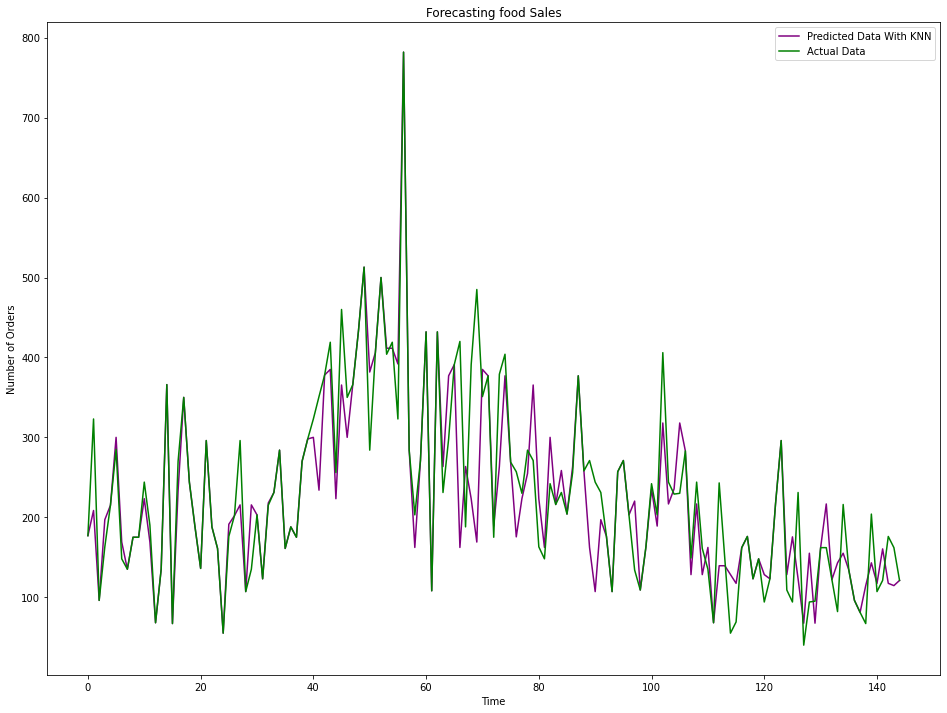 Forecasting food Sales
Predicted Data With KNN
Actual Data
800
700
600
500
400
300
200
100
Number of Orders
0 20 40 60 80 100 120 140
Time